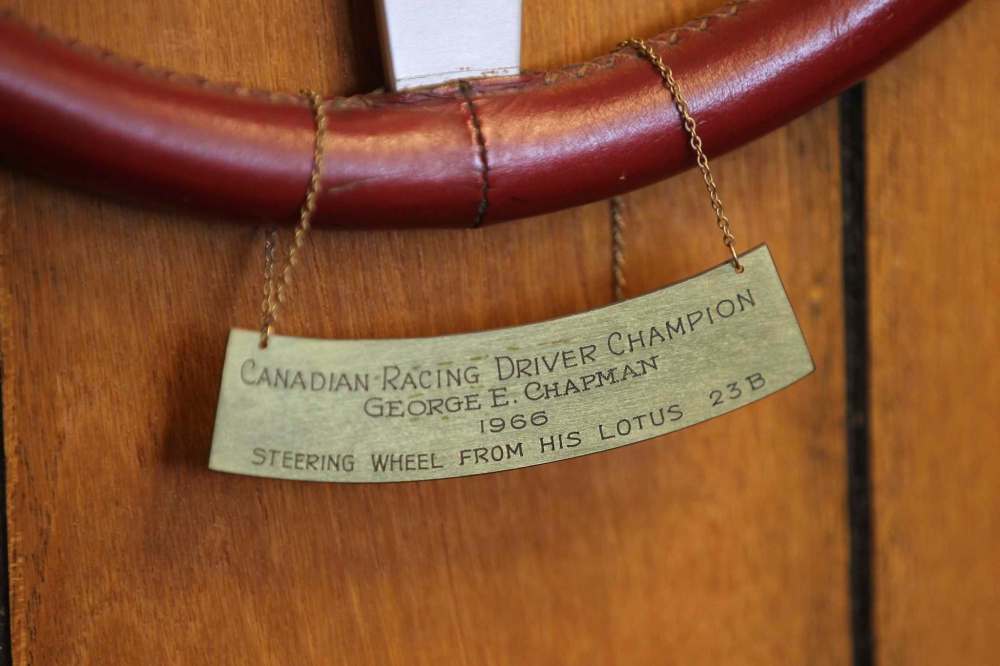 CANADIAN RACING DRIVER CHAMPION
GEORGE E. CHAPMAN
1966
STEERING WHEEL FROM HIS LOTUS 23B